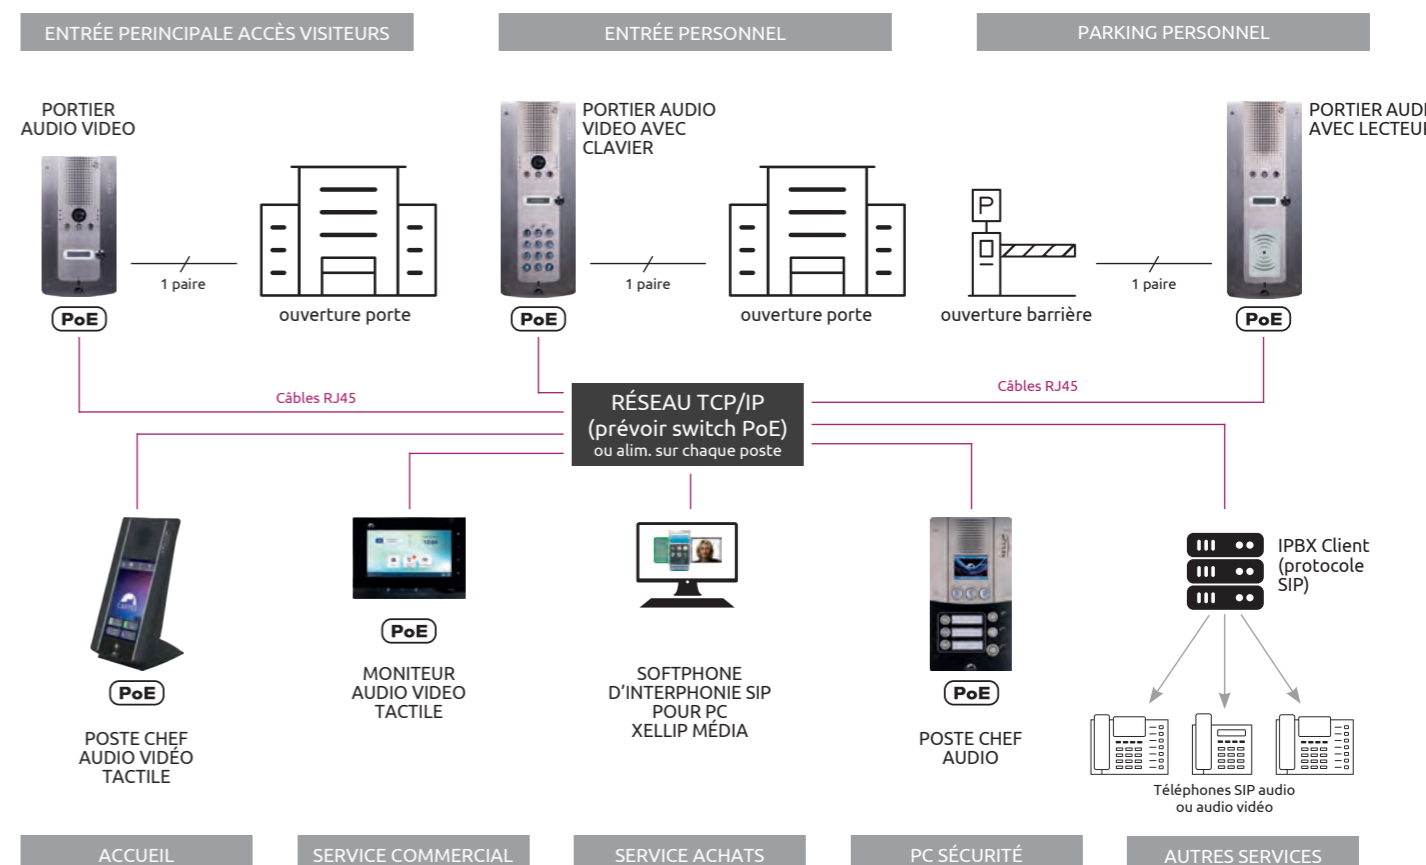 ENTRÉE PERINCIPALE ACCÈS VISITEURS
ENTRÉE PERSONNEL
PARKING PERSONNEL
PORTIER
AUDIO VIDEO
PORTIER AUDIO
VIDEO AVEC
CLAVIER
PORTIER AUDI
AVEC LECTEUR
P
1 paire
1 paire
1 paire
ouverture porte
ouverture porte
ouverture barrière
PoE
PoE
PoE
Câbles RJ45
Câbles RJ45
RÉSEAU TCP/IP
(prévoir switch PoE)
ou alim. sur chaque poste
IPBX Client
(protocole
SIP)
PoE
PoE
PoE
MONITEUR
AUDIO VIDEO
TACTILE
SOFTPHONE
D'INTERPHONIE SIP
POUR PC
XELLIP MÉDIA
POSTE CHEF
AUDIO VIDÉO
TACTILE
POSTE CHEF
AUDIO
Téléphones SIP audio
ou audio vidéo
ACCUEIL
SERVICE COMMERCIAL
SERVICE ACHATS
PC SÉCURITÉ
AUTRES SERVICES